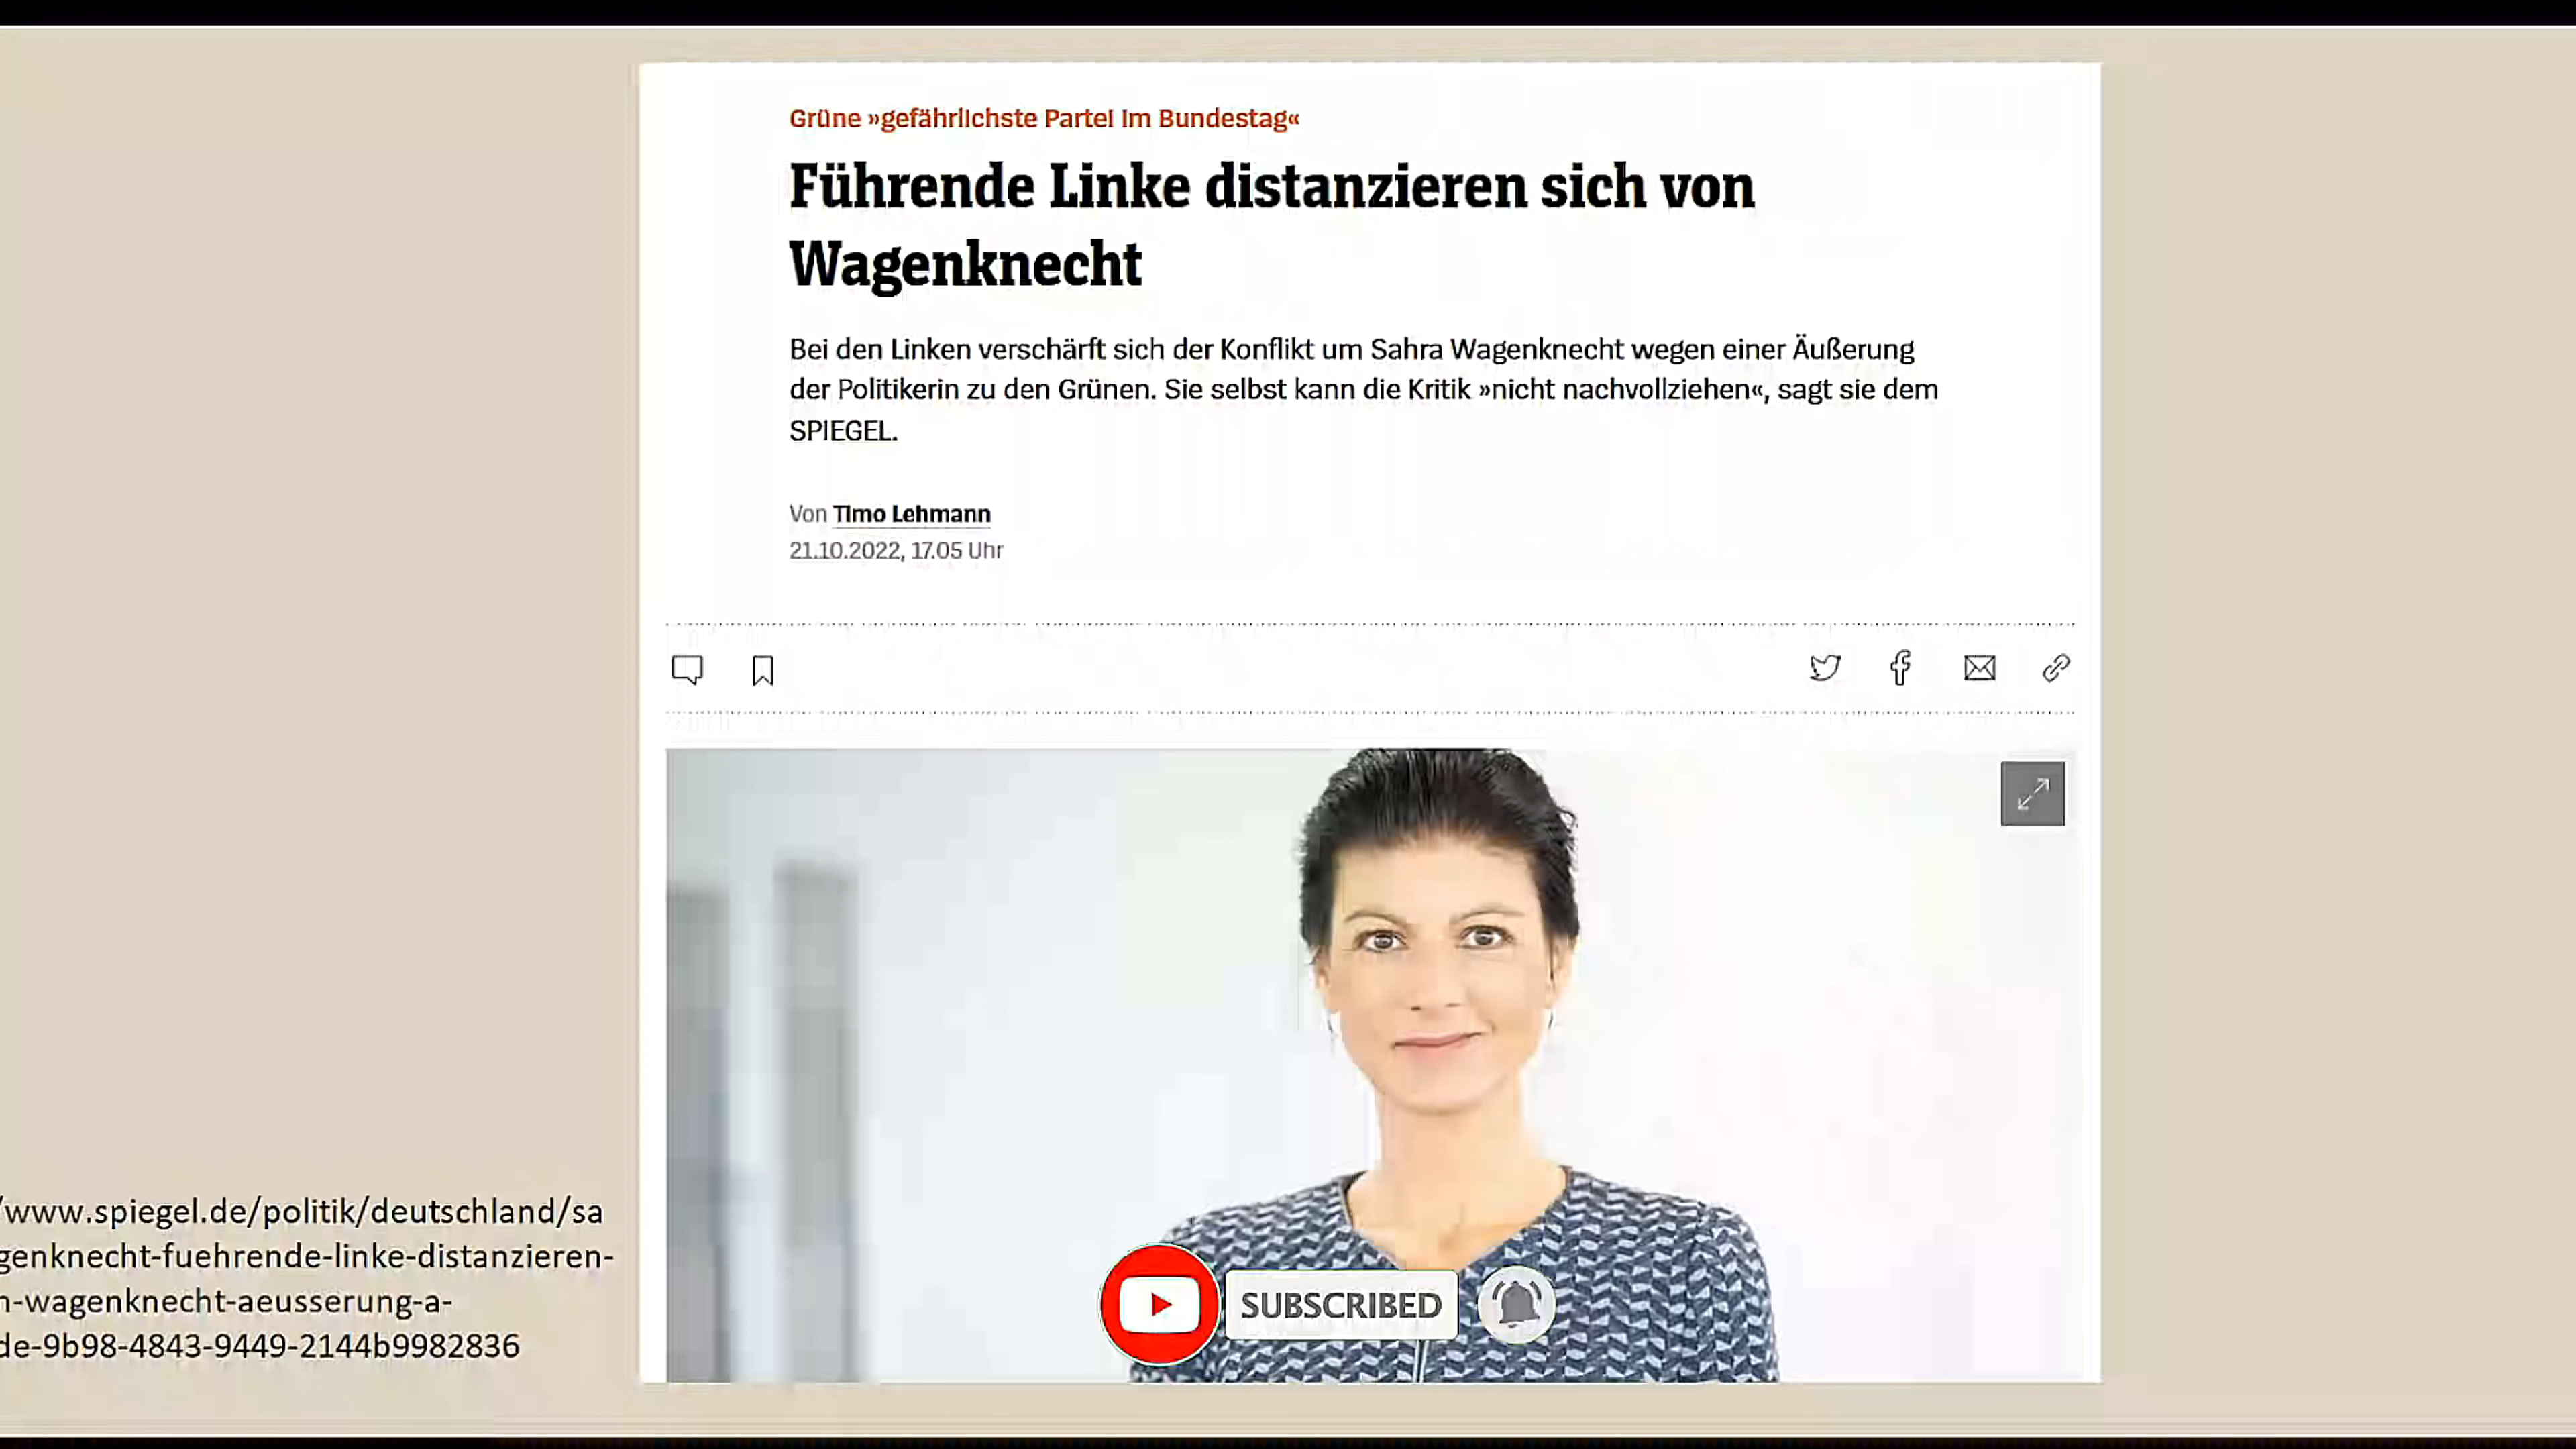 Grüne »gefährlichste Partei im Bundestag«
Führende Linke distanzieren sich von
Wagenknecht
Bei den Linken verschärft sich der Konflikt um Sahra Wagenknecht wegen einer Äußerung
der Politikerin zu den Grünen. Sie selbst kann die Kritik »nicht nachvollziehen«, sagt sie dem
SPIEGEL.
Von Timo Lehmann
21.10.2022, 17.05 Uhr
/www.spiegel.de/politik/deutschland/sa
genknecht-fuehrende-linke-distanzieren-
n-wagenknecht-aeusserung-a-
de-9b98-4843-9449-2144b9982836
SUBSCRIBED